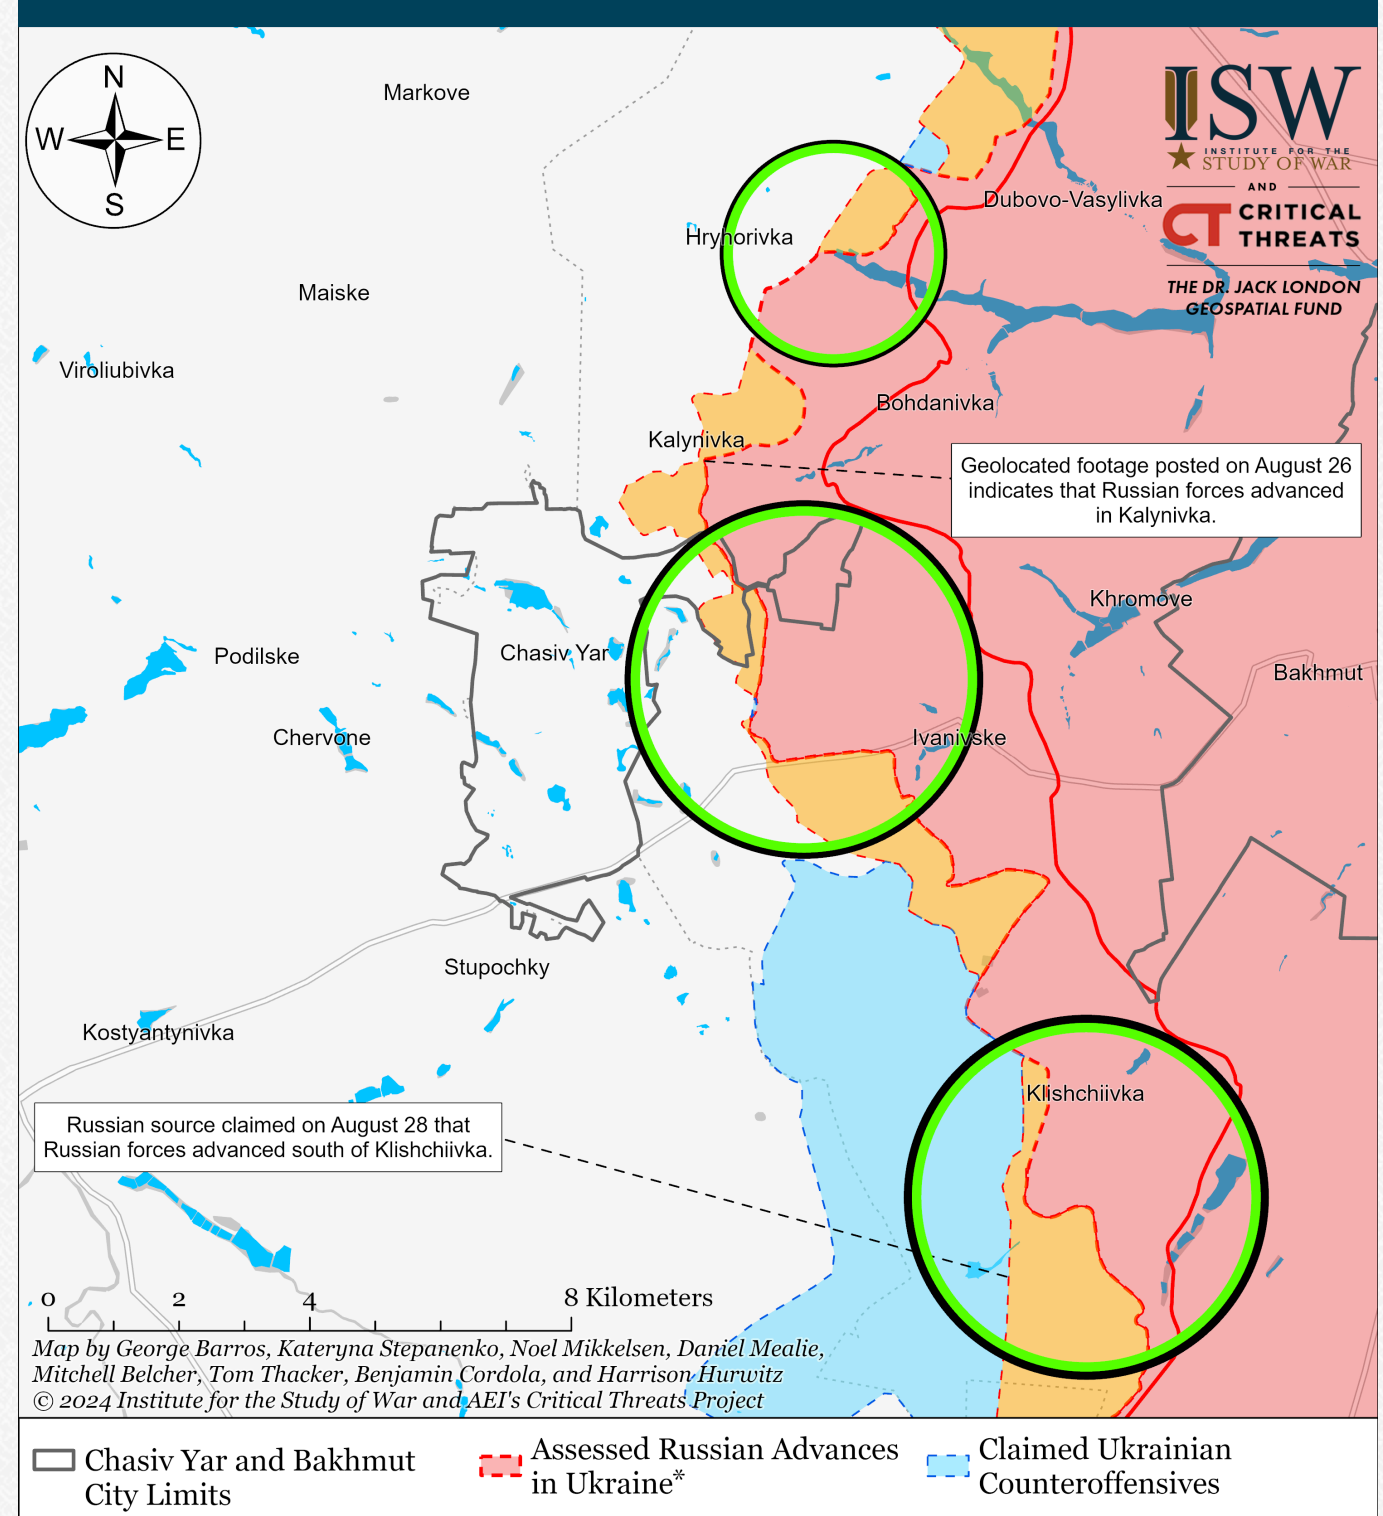 N
W E
S
Markove
ISW
INSTITUTE FOR THE
STUDY OF WAR
AND
CT CRITICAL
THREATS
THE DR. JACK LONDON
GEOSPATIAL FUND
Dubovo-Vasylivka
Hryhorivka
Maiske
Viroliubivka
Bohdanivka
Kalynivka
Geolocated footage posted on August 26
indicates that Russian forces advanced
in Kalynivka.
Khromove
Chasiv Yar
Podilske
Bakhmut
Chervone
Ivanivske
Stupochky
Kostyantynivka
Klishchiivka
Russian source claimed on August 28 that
Russian forces advanced south of Klishchiivka.
0 2 4 8 Kilometers
Map by George Barros, Kateryna Stepanenko, Noel Mikkelsen, Daniel Mealie,
Mitchell Belcher, Tom Thacker, Benjamin Cordola, and Harrison Hurwitz
© 2024 Institute for the Study of War and AEI's Critical Threats Project
Chasiv Yar and Bakhmut
City Limits
Assessed Russian Advances
in Ukraine*
Claimed Ukrainian
Counteroffensives